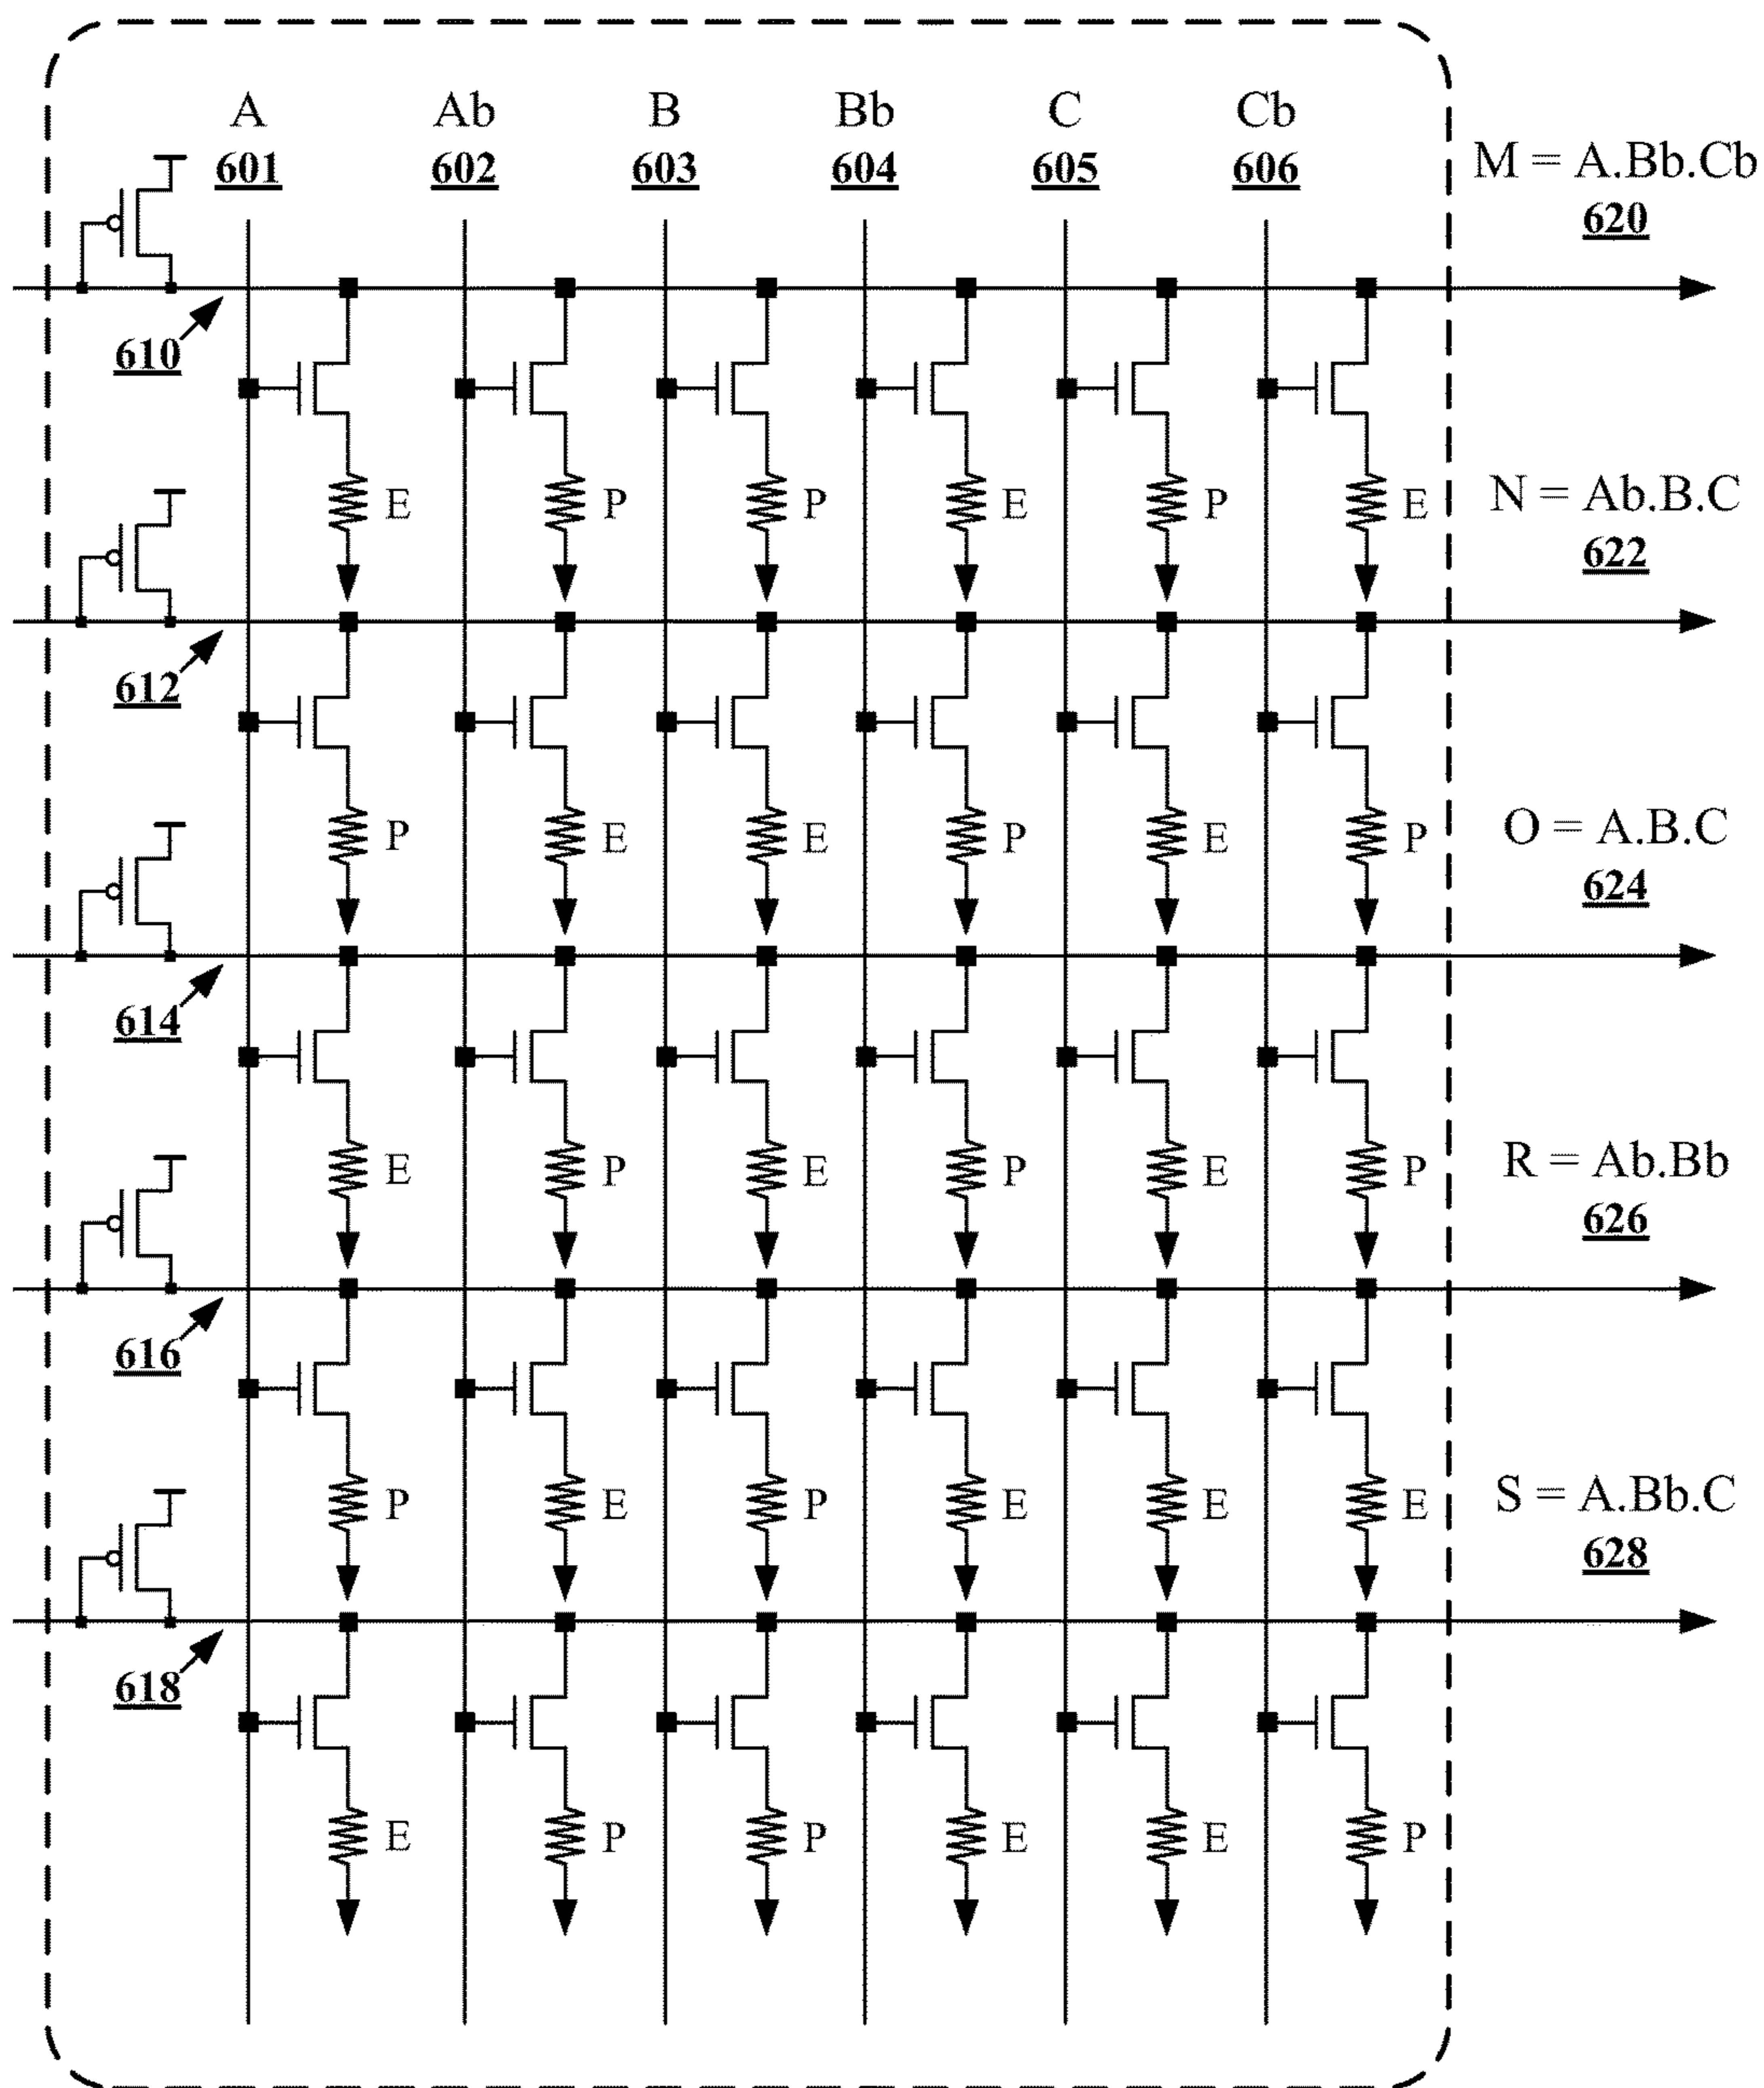 A Ab B Bb C Cb
601 602 603 604 605 606
M = A.Bb.Cb
620
610
E P P E P E
N = Ab.B.C
622
612
P E E P E P
O = A.B.C
624
614
E P E P E P
R = Ab.Bb
626
616
P E P E E E
S = A.Bb.C
628
618
E P P E E P